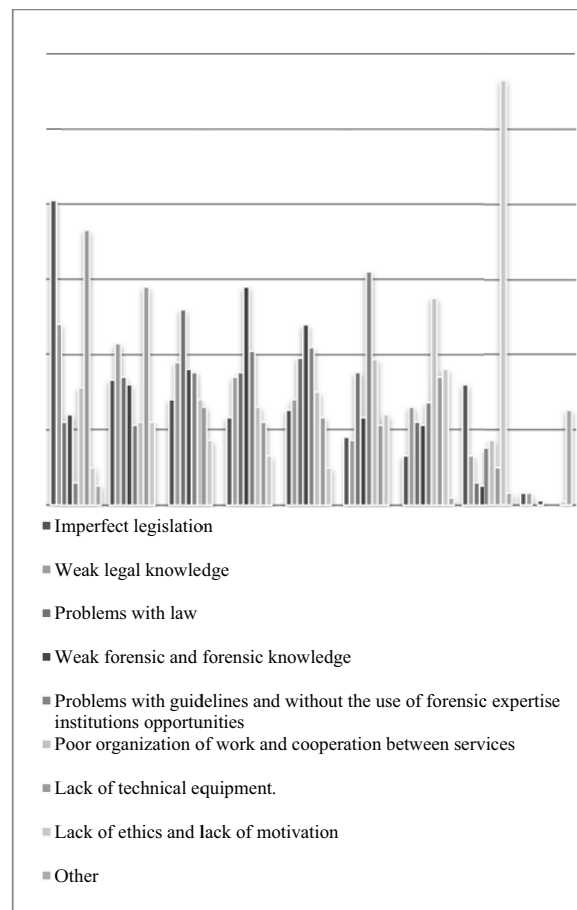 Imperfect legislation
Weak legal knowledge
Problems with law
Weak forensic and forensic knowledge
Problems with guidelines and without the use of forensic expertise
institutions opportunities
Poor organization of work and cooperation between services
Lack of technical equipment.
Lack of ethics and lack of motivation
Other